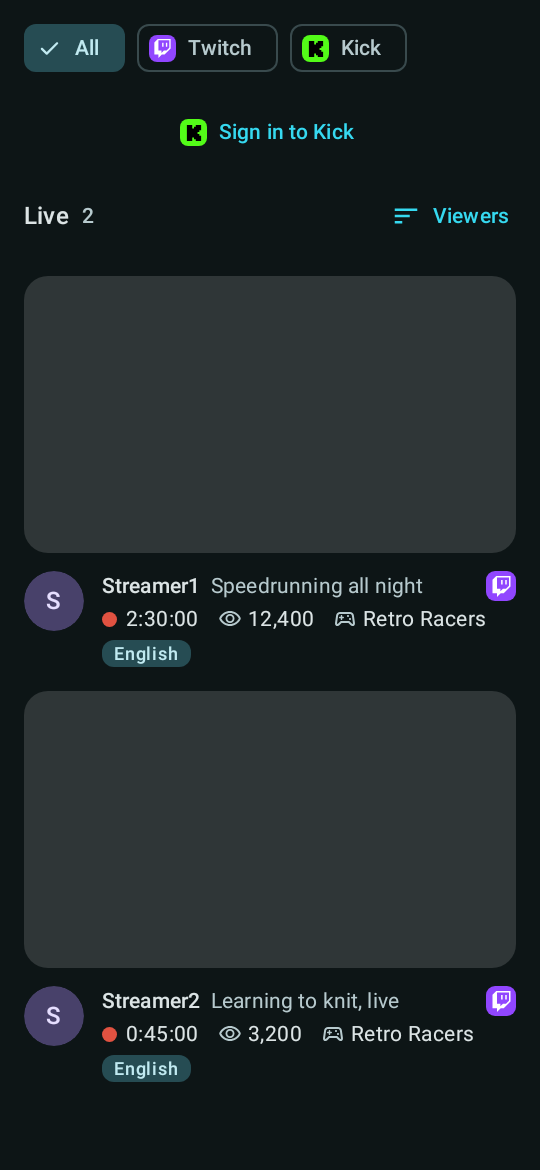 All Twitch Kick
Sign in to Kick
Live 2 Viewers
S Streamer1 Speedrunning all night
2:30:00 12,400 Retro Racers
English
S Streamer2 Learning to knit, live
0:45:00 3,200 Retro Racers
English